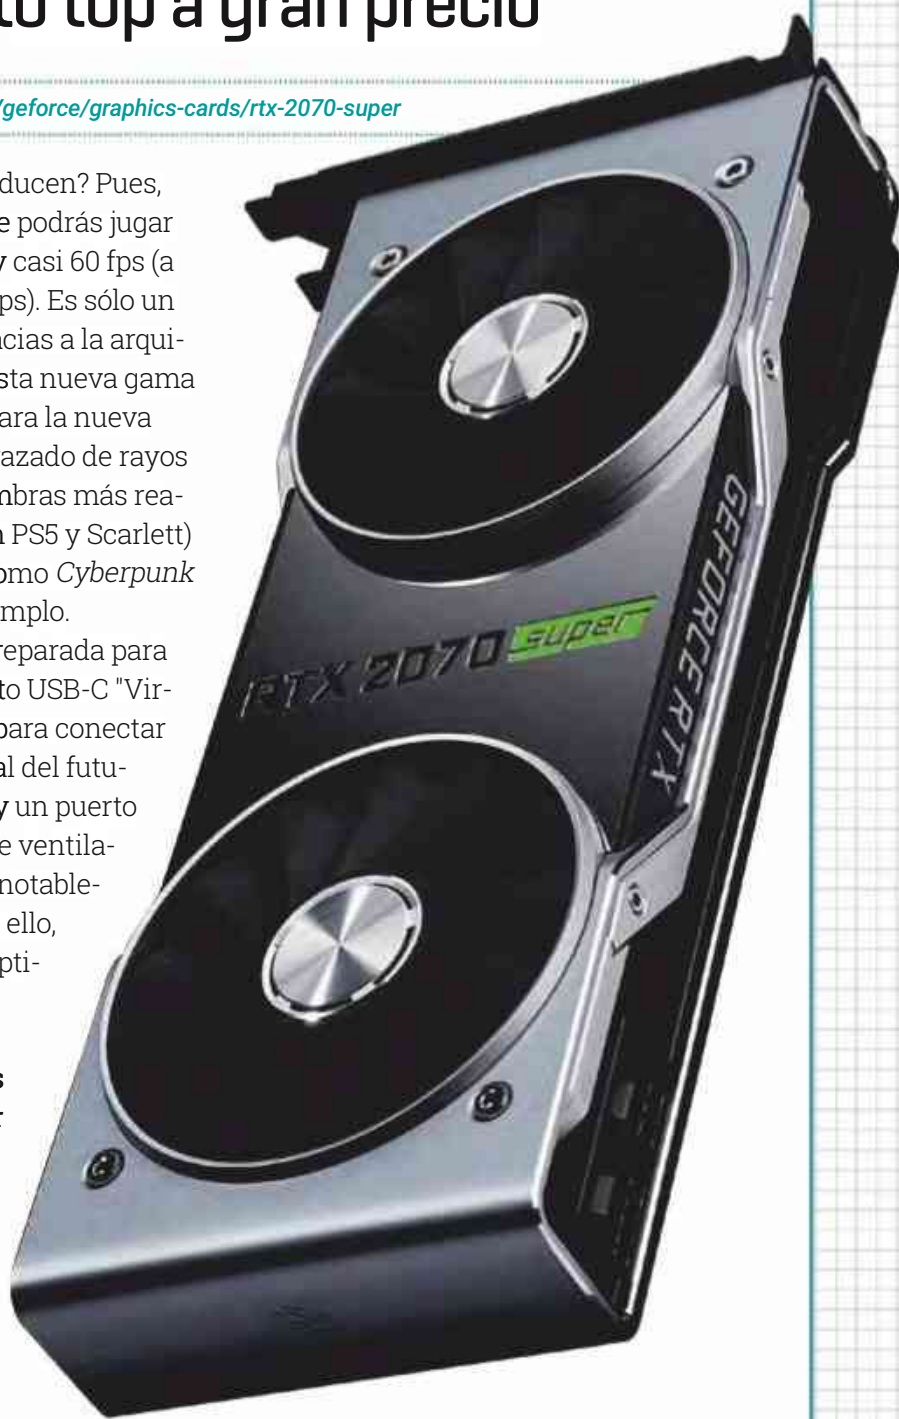 to top a gran precio
/geforce/graphics-cards/rtx-2070-super
ducen? Pues,
e podrás jugar
y casi 60 fps (a
ps). Es sólo un
acias a la arqui-
sta nueva gama
ara la nueva
azado de rayos
mbras más rea-
n PS5 y Scarlett)
omo Cyberpunk
mplo.
reparada para
to USB-C "Vir-
para conectar
al del futu-
y un puerto
e ventila-
notable-
ello,
pti-
s
r
RTX 2070 super
GEFORCE RTX